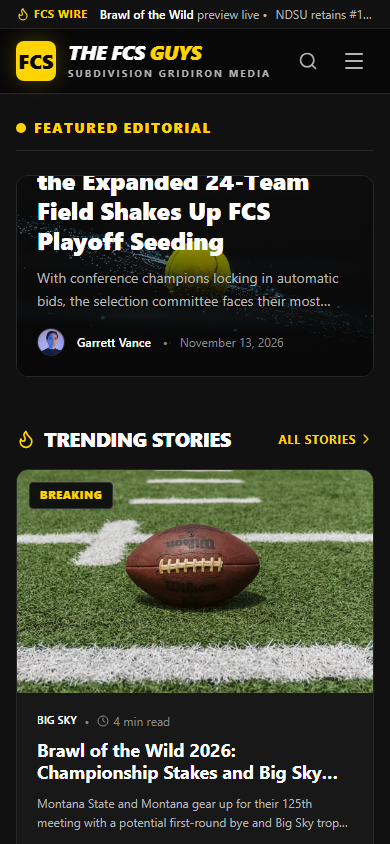 FCS WIRE Brawl of the Wild preview live • NDSU retains #1...
FCS THE FCS GUYS
SUBDIVISION GRIDIRON MEDIA
FEATURED EDITORIAL
the Expanded 24-Team
Field Shakes Up FCS
Playoff Seeding
With conference champions locking in automatic
bids, the selection committee faces their most...
Garrett Vance • November 13, 2026
TRENDING STORIES ALL STORIES
BREAKING
Wilson
Wilson
BIG SKY • 4 min read
Brawl of the Wild 2026:
Championship Stakes and Big Sky...
Montana State and Montana gear up for their 125th
meeting with a potential first-round bye and Big Sky trop...